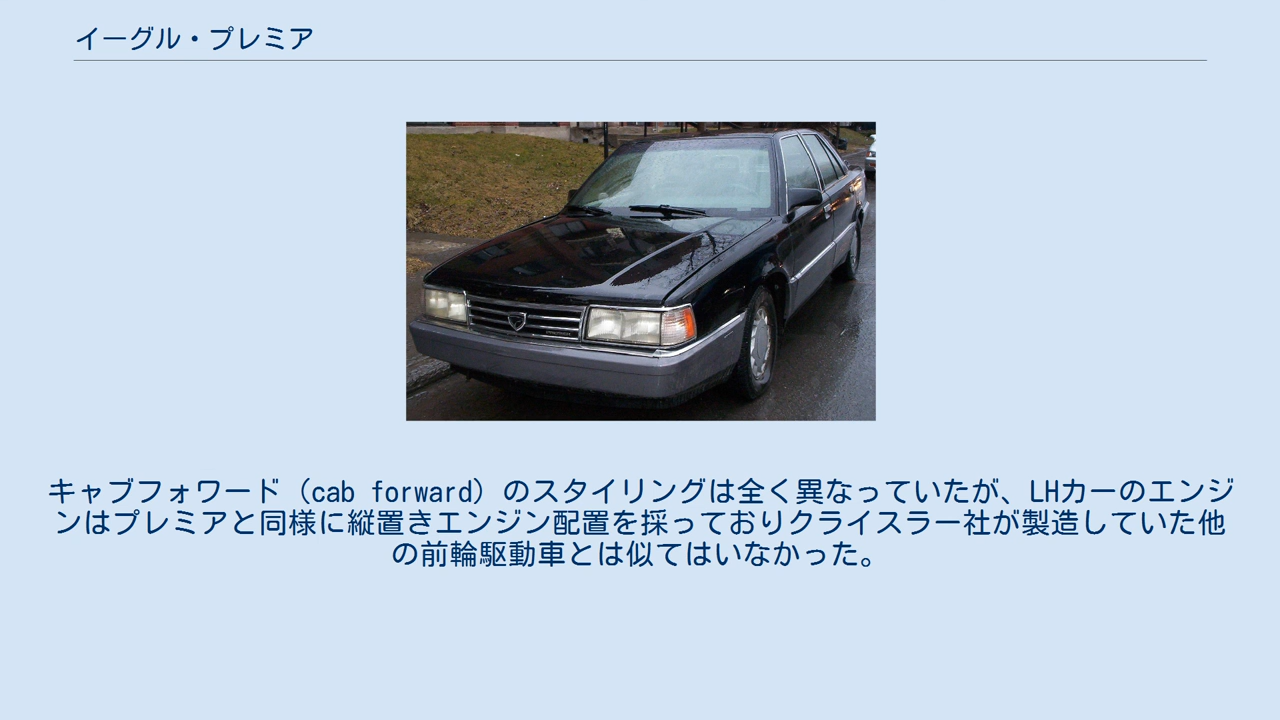 イーグル・プレミア
キャブフォワード（cab forward）のスタイリングは全く異なっていたが、LHカーのエンジ
ンはプレミアと同様に縦置きエンジン配置を採っておりクライスラー社が製造していた他
の前輪駆動車とは似てはいなかった。